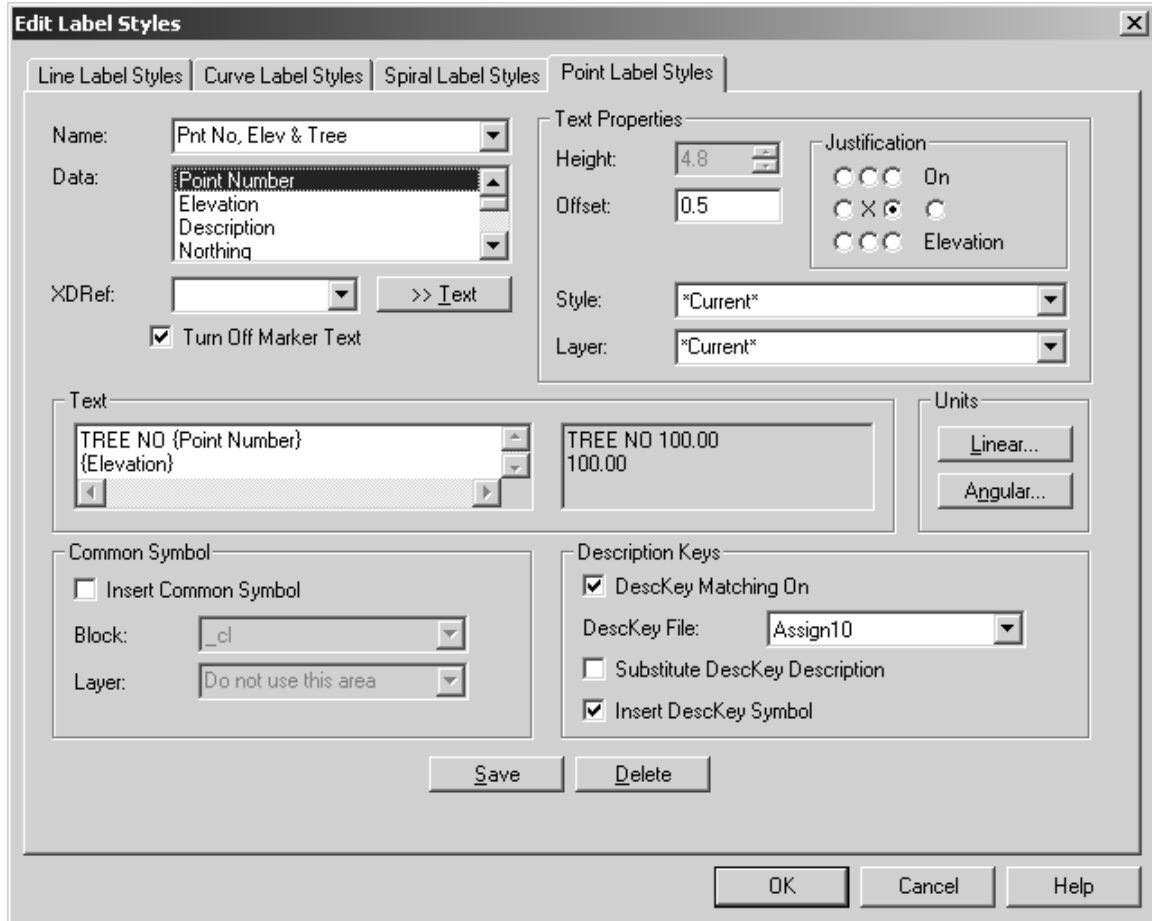 Edit Label Styles
Line Label Styles
Curve Label Styles
Spiral Label Styles
Point Label Styles
Name:
Pnt No, Elev & Tree
Data:
Point Number
Elevation
Description
Northing
XDRef:
>> Text
Turn Off Marker Text
Text Properties
Height:
4.8
Offset:
0.5
Justification
On
X
Elevation
Style:
*Current*
Layer:
*Current*
Text
TREE NO {Point Number}
{Elevation}
TREE NO 100.00
100.00
Units
Linear...
Angular...
Common Symbol
Insert Common Symbol
Block:
_cl
Layer:
Do not use this area
Description Keys
DescKey Matching On
DescKey File:
Assign10
Substitute DescKey Description
Insert DescKey Symbol
Save
Delete
OK
Cancel
Help